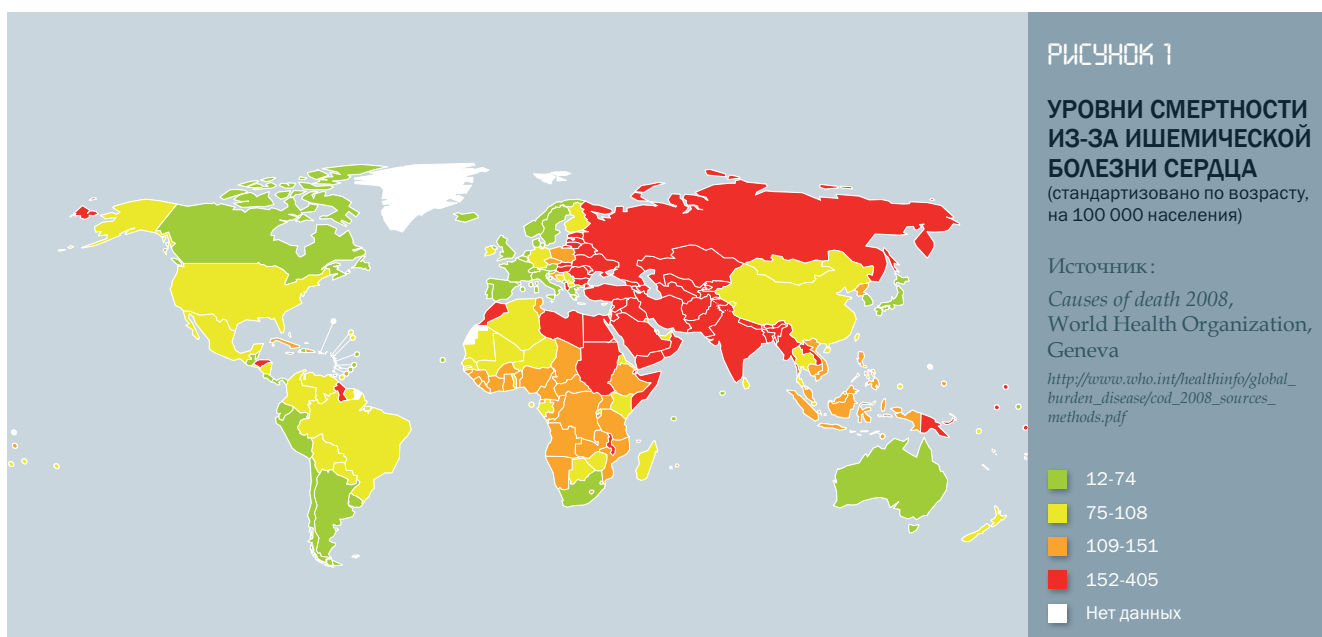 РИСУНОК 1
УРОВНИ СМЕРТНОСТИ
ИЗ-ЗА ИШЕМИЧЕСКОЙ
БОЛЕЗНИ СЕРДЦА
(стандартизовано по возрасту,
на 100 000 населения)
Источник:
Causes of death 2008,
World Health Organization,
Geneva
http://www.who.int/healthinfo/global_
burden_disease/cod_2008_sources_
methods.pdf
12-74
75-108
109-151
152-405
Нет данных